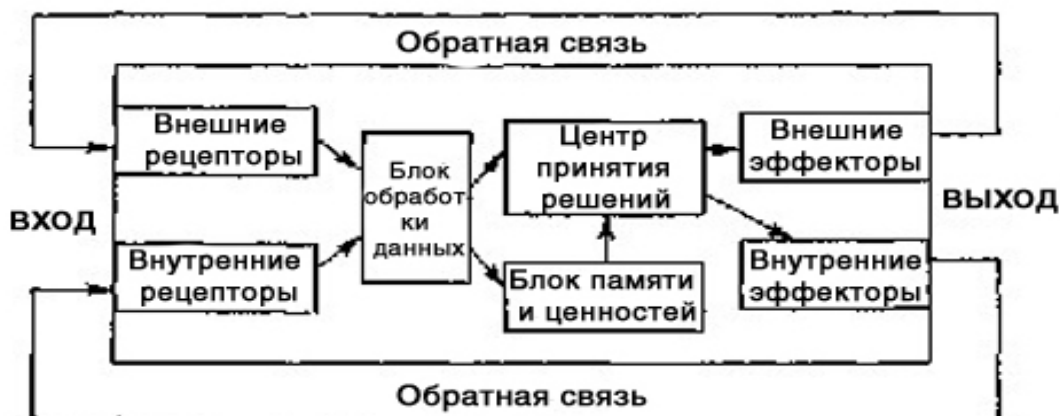 Обратная связь
Внешние
рецепторы
Блок
обработ-
ки
данных
Центр
принятия
решений
Внешние
эффекторы
ВХОД
ВЫХОД
Внутренние
рецепторы
Блок памяти
и ценностей
Внутренние
эффекторы
Обратная связь